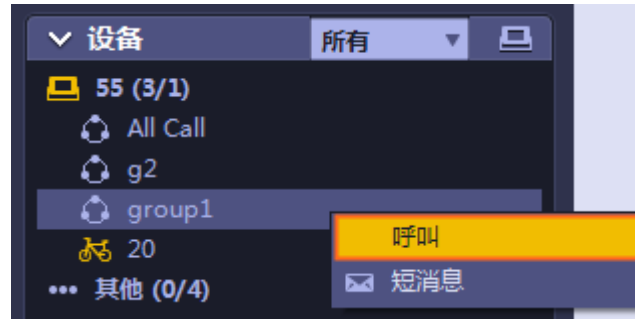 设备 所有
55 (3/1)
All Call
g2
group1
呼叫
20
短消息
其他 (0/4)